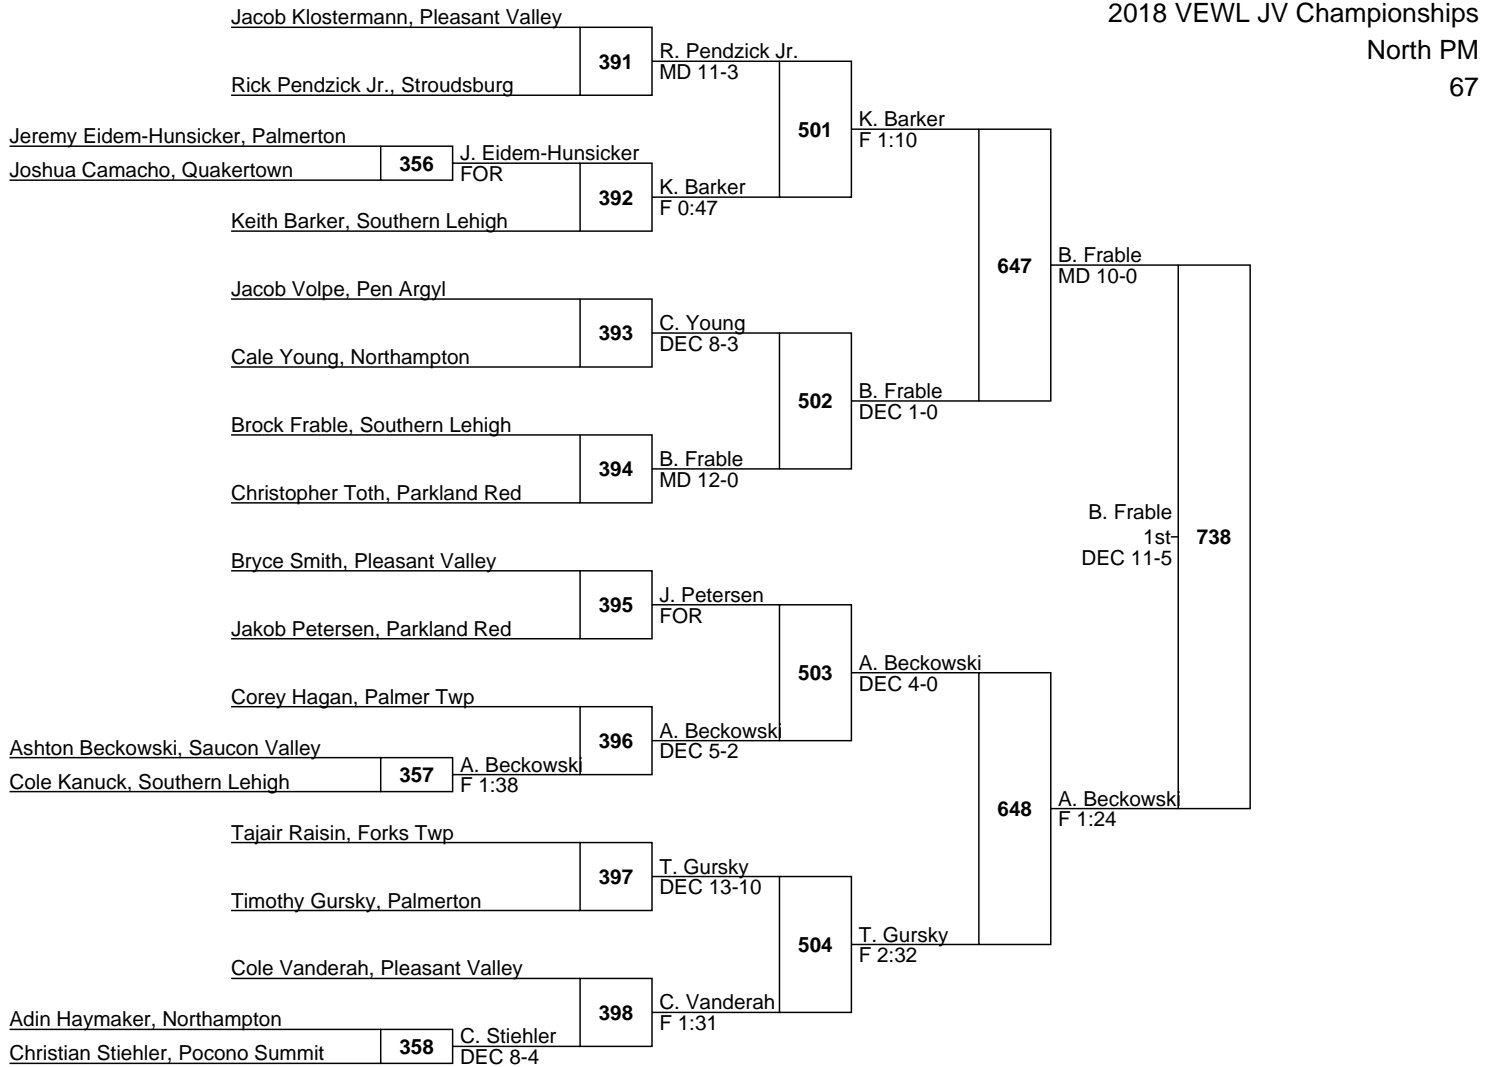 2018 VEWL JV Championships
North PM
67
Jacob Klostermann, Pleasant Valley
391
R. Pendzick Jr.
MD 11-3
Rick Pendzick Jr., Stroudsburg
501
K. Barker
F 1:10
Jeremy Eidem-Hunsicker, Palmerton
356
J. Eidem-Hunsicker
FOR
Joshua Camacho, Quakertown
392
K. Barker
F 0:47
Keith Barker, Southern Lehigh
647
B. Frable
MD 10-0
Jacob Volpe, Pen Argyl
393
C. Young
DEC 8-3
Cale Young, Northampton
502
B. Frable
DEC 1-0
Brock Frable, Southern Lehigh
394
B. Frable
MD 12-0
Christopher Toth, Parkland Red
B. Frable
1st
DEC 11-5
738
Bryce Smith, Pleasant Valley
395
J. Petersen
FOR
Jakob Petersen, Parkland Red
503
A. Beckowski
DEC 4-0
Corey Hagan, Palmer Twp
396
A. Beckowski
DEC 5-2
Ashton Beckowski, Saucon Valley
357
A. Beckowski
F 1:38
Cole Kanuck, Southern Lehigh
648
A. Beckowski
F 1:24
Tajair Raisin, Forks Twp
397
T. Gursky
DEC 13-10
Timothy Gursky, Palmerton
504
T. Gursky
F 2:32
Cole Vanderah, Pleasant Valley
398
C. Vanderah
F 1:31
Adin Haymaker, Northampton
358
C. Stiehler
DEC 8-4
Christian Stiehler, Pocono Summit